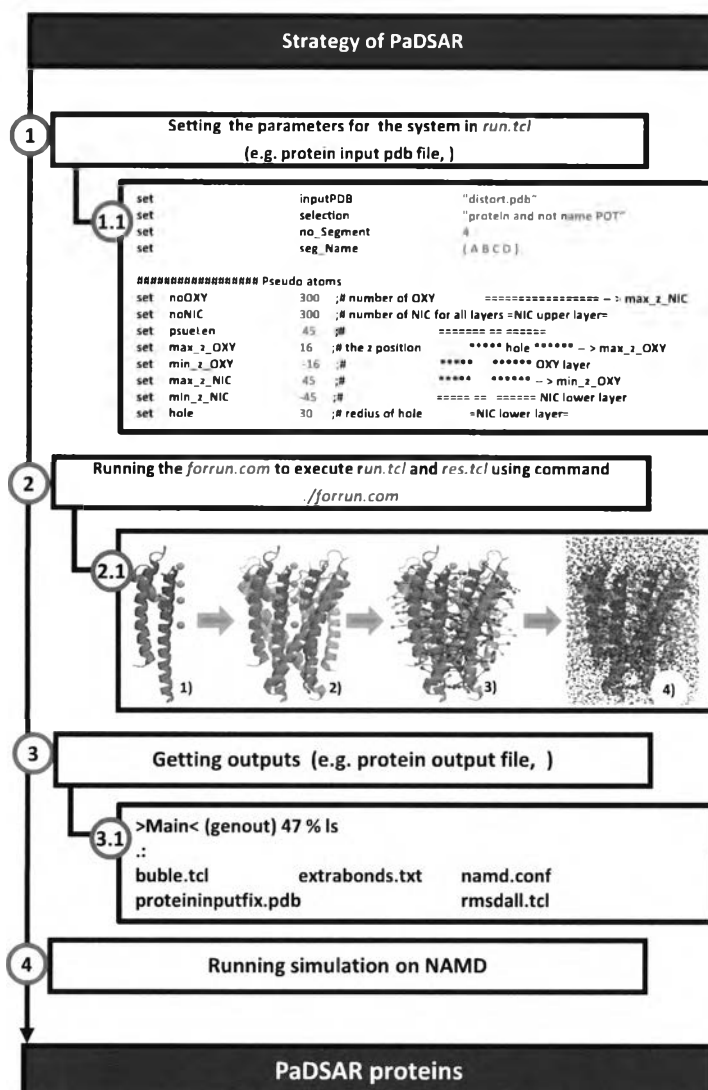 Strategy of PaDSAR
1
Setting the parameters for the system in run.tcl
(e.g. protein input pdb file, )
1.1
set inputPDB "distort.pdb"
set selection "protein and not name POT"
set no_Segment 4
set seg_Name {A B C D}
################## Pseudo atoms
set noOXY 300 ;# number of OXY ================= -- > max_z_NIC
set noNIC 300 ;# number of NIC for all layers =NIC upper layer=
set psuelen 45 ;# ======= == ======
set max_z_OXY 16 ;# the z position ***** hole ****** -- > max_z_OXY
set min_z_OXY -16 ;# ***** ****** OXY layer
set max_z_NIC 45 ;# ***** ****** -- > min_z_OXY
set min_z_NIC -45 ;# ===== == ====== NIC lower layer
set hole 30 ;# redius of hole =NIC lower layer=
2
Running the forrun.com to execute run.tcl and res.tcl using command
./forrun.com
2.1
1) 2) 3) 4)
3
Getting outputs (e.g. protein output file, )
3.1
>Main< (genout) 47 % ls
.:
buble.tcl extrabonds.txt namd.conf
proteininputfix.pdb rmsdall.tcl
4
Running simulation on NAMD
PaDSAR proteins